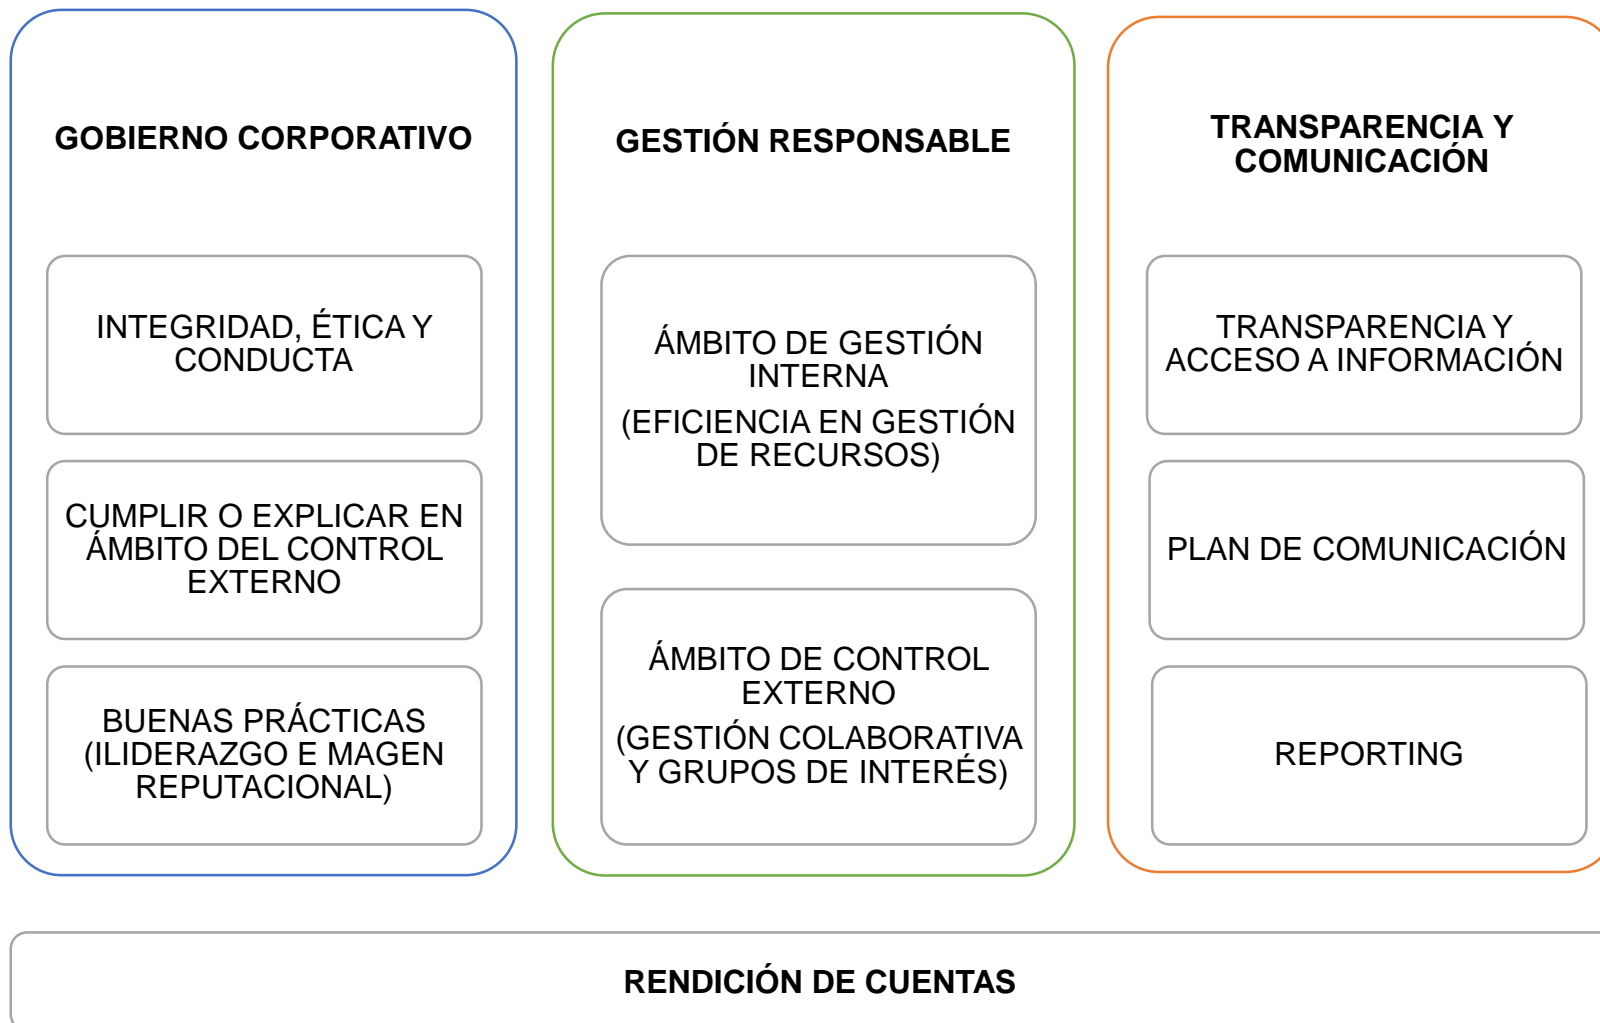 GOBIERNO CORPORATIVO
INTEGRIDAD, ÉTICA Y
CONDUCTA
CUMPLIR O EXPLICAR EN
ÁMBITO DEL CONTROL
EXTERNO
BUENAS PRÁCTICAS
(ILIDERAZGO E MAGEN
REPUTACIONAL)
GESTIÓN RESPONSABLE
ÁMBITO DE GESTIÓN
INTERNA
(EFICIENCIA EN GESTIÓN
DE RECURSOS)
ÁMBITO DE CONTROL
EXTERNO
(GESTIÓN COLABORATIVA
Y GRUPOS DE INTERÉS)
TRANSPARENCIA Y
COMUNICACIÓN
TRANSPARENCIA Y
ACCESO A INFORMACIÓN
PLAN DE COMUNICACIÓN
REPORTING
RENDICIÓN DE CUENTAS